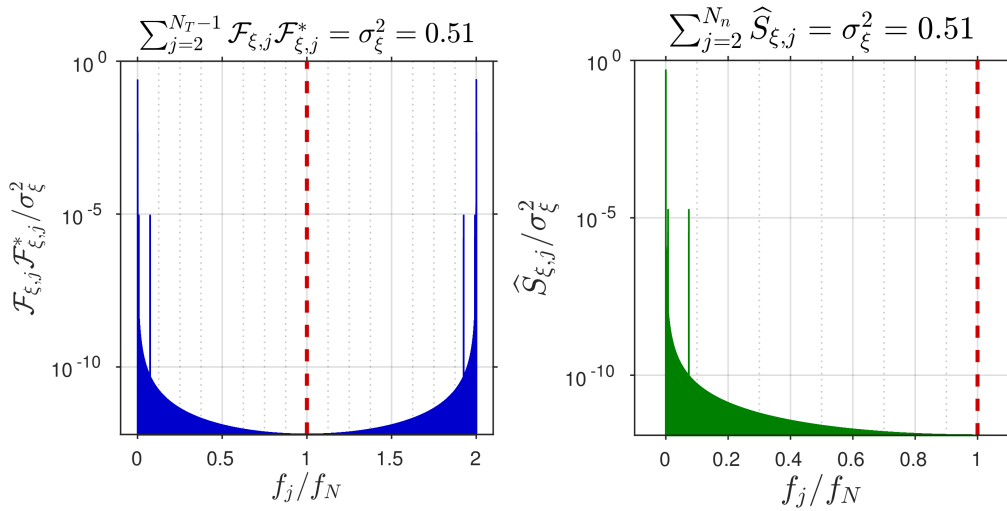 $\sum_{j=2}^{N_T-1} \mathcal{F}_{\xi,j}\mathcal{F}^*_{\xi,j} = \sigma^2_\xi = 0.51$
$\mathcal{F}_{\xi,j}\mathcal{F}^*_{\xi,j}/\sigma^2_\xi$
$10^{0}$
$10^{-5}$
$10^{-10}$
0 0.5 1 1.5 2
$f_j/f_N$
$\sum_{j=2}^{N_n} \widehat{S}_{\xi,j} = \sigma^2_\xi = 0.51$
$\widehat{S}_{\xi,j}/\sigma^2_\xi$
$10^{0}$
$10^{-5}$
$10^{-10}$
0 0.2 0.4 0.6 0.8 1
$f_j/f_N$